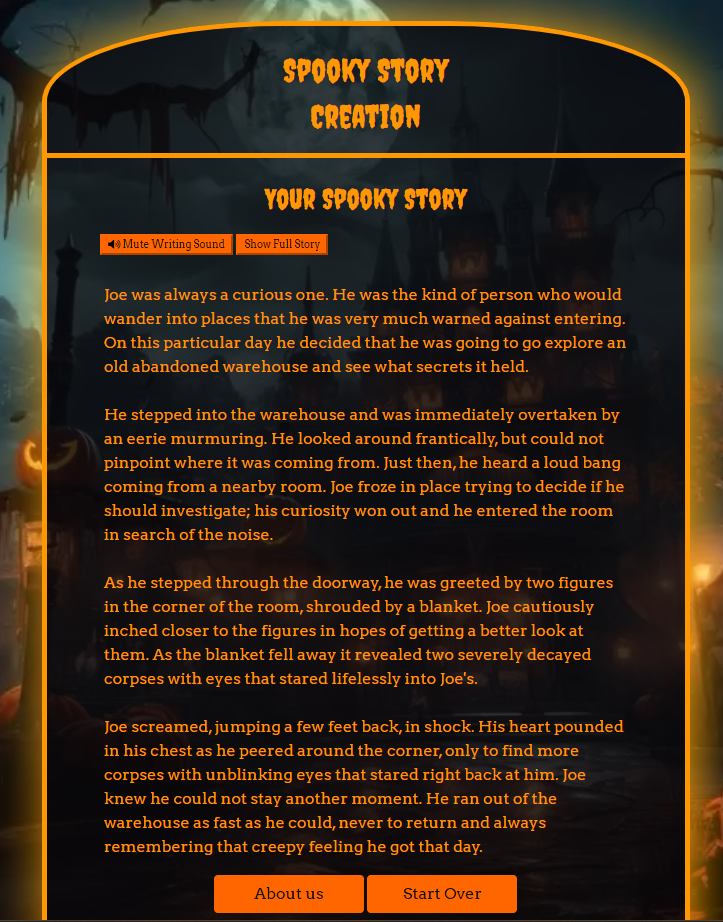 SPOOKY STORY
CREATION
YOUR SPOOKY STORY
Mute Writing Sound Show Full Story
Joe was always a curious one. He was the kind of person who would
wander into places that he was very much warned against entering.
On this particular day he decided that he was going to go explore an
old abandoned warehouse and see what secrets it held.
He stepped into the warehouse and was immediately overtaken by
an eerie murmuring. He looked around frantically, but could not
pinpoint where it was coming from. Just then, he heard a loud bang
coming from a nearby room. Joe froze in place trying to decide if he
should investigate; his curiosity won out and he entered the room
in search of the noise.
As he stepped through the doorway, he was greeted by two figures
in the corner of the room, shrouded by a blanket. Joe cautiously
inched closer to the figures in hopes of getting a better look at
them. As the blanket fell away it revealed two severely decayed
corpses with eyes that stared lifelessly into Joe's.
Joe screamed, jumping a few feet back, in shock. His heart pounded
in his chest as he peered around the corner, only to find more
corpses with unblinking eyes that stared right back at him. Joe
knew he could not stay another moment. He ran out of the
warehouse as fast as he could, never to return and always
remembering that creepy feeling he got that day.
About us Start Over